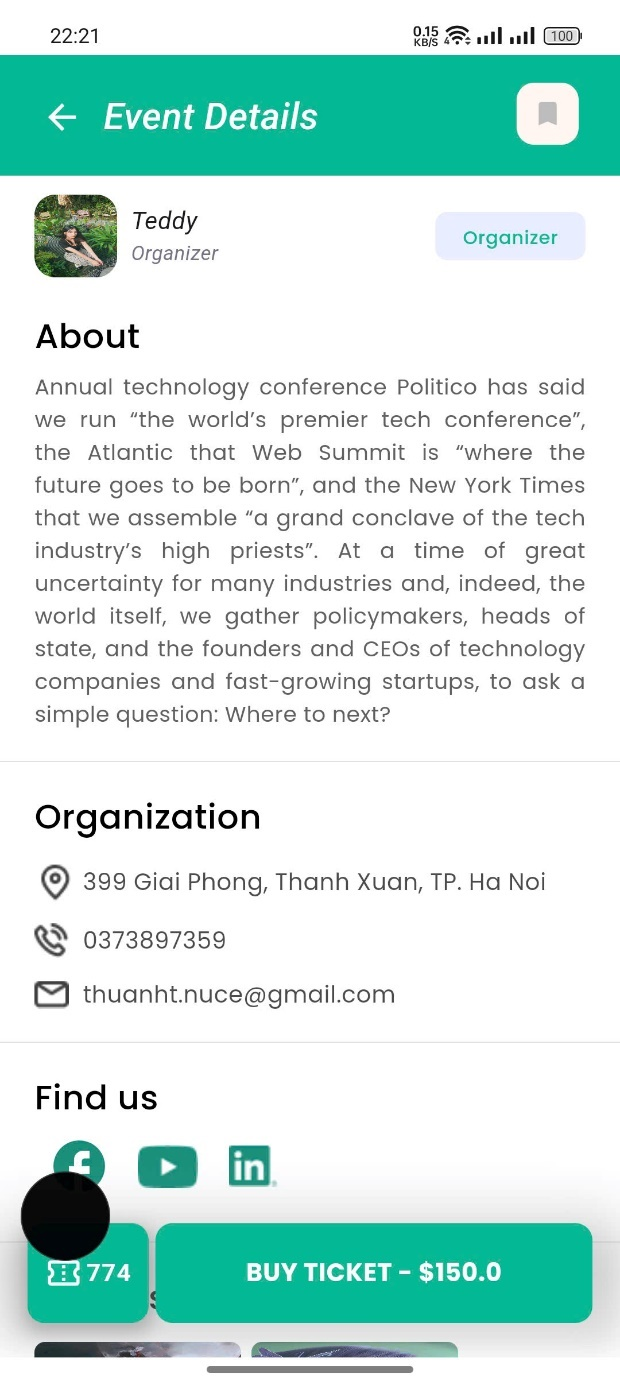 22:21
0.15
KB/S
4
100
Event Details
Teddy
Organizer
Organizer
About
Annual technology conference Politico has said
we run “the world’s premier tech conference”,
the Atlantic that Web Summit is “where the
future goes to be born”, and the New York Times
that we assemble “a grand conclave of the tech
industry’s high priests”. At a time of great
uncertainty for many industries and, indeed, the
world itself, we gather policymakers, heads of
state, and the founders and CEOs of technology
companies and fast-growing startups, to ask a
simple question: Where to next?
Organization
399 Giai Phong, Thanh Xuan, TP. Ha Noi
0373897359
thuanht.nuce@gmail.com
Find us
in
774
BUY TICKET - $150.0